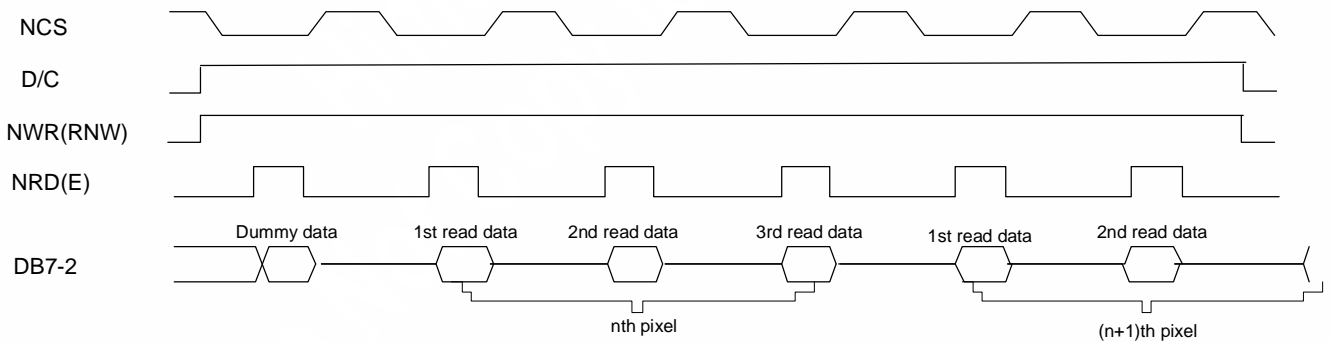 NCS
D/C
NWR(RNW)
NRD(E)
Dummy data 1st read data 2nd read data 3rd read data 1st read data 2nd read data
DB7-2
nth pixel (n+1)th pixel